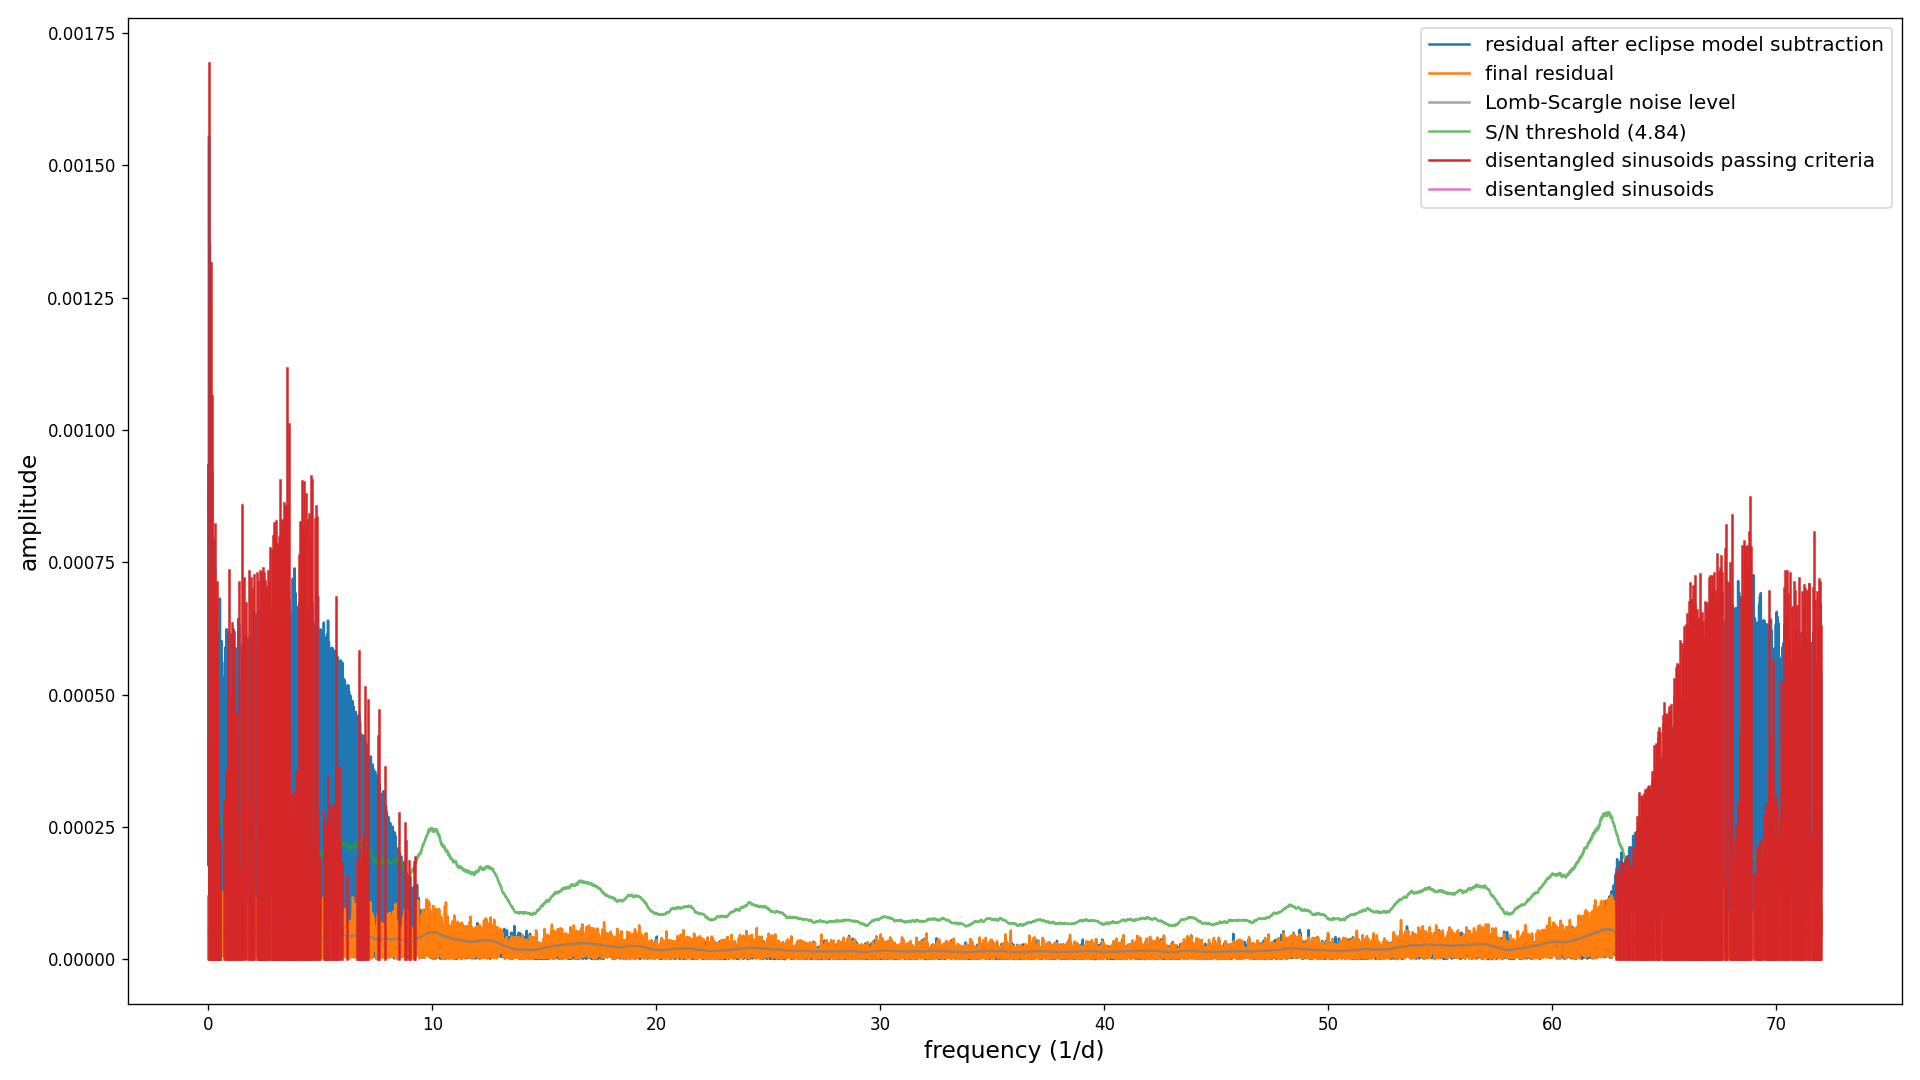 0.00175
0.00150
0.00125
0.00100
0.00075
0.00050
0.00025
0.00000
amplitude
0 10 20 30 40 50 60 70
frequency (1/d)
residual after eclipse model subtraction
final residual
Lomb-Scargle noise level
S/N threshold (4.84)
disentangled sinusoids passing criteria
disentangled sinusoids